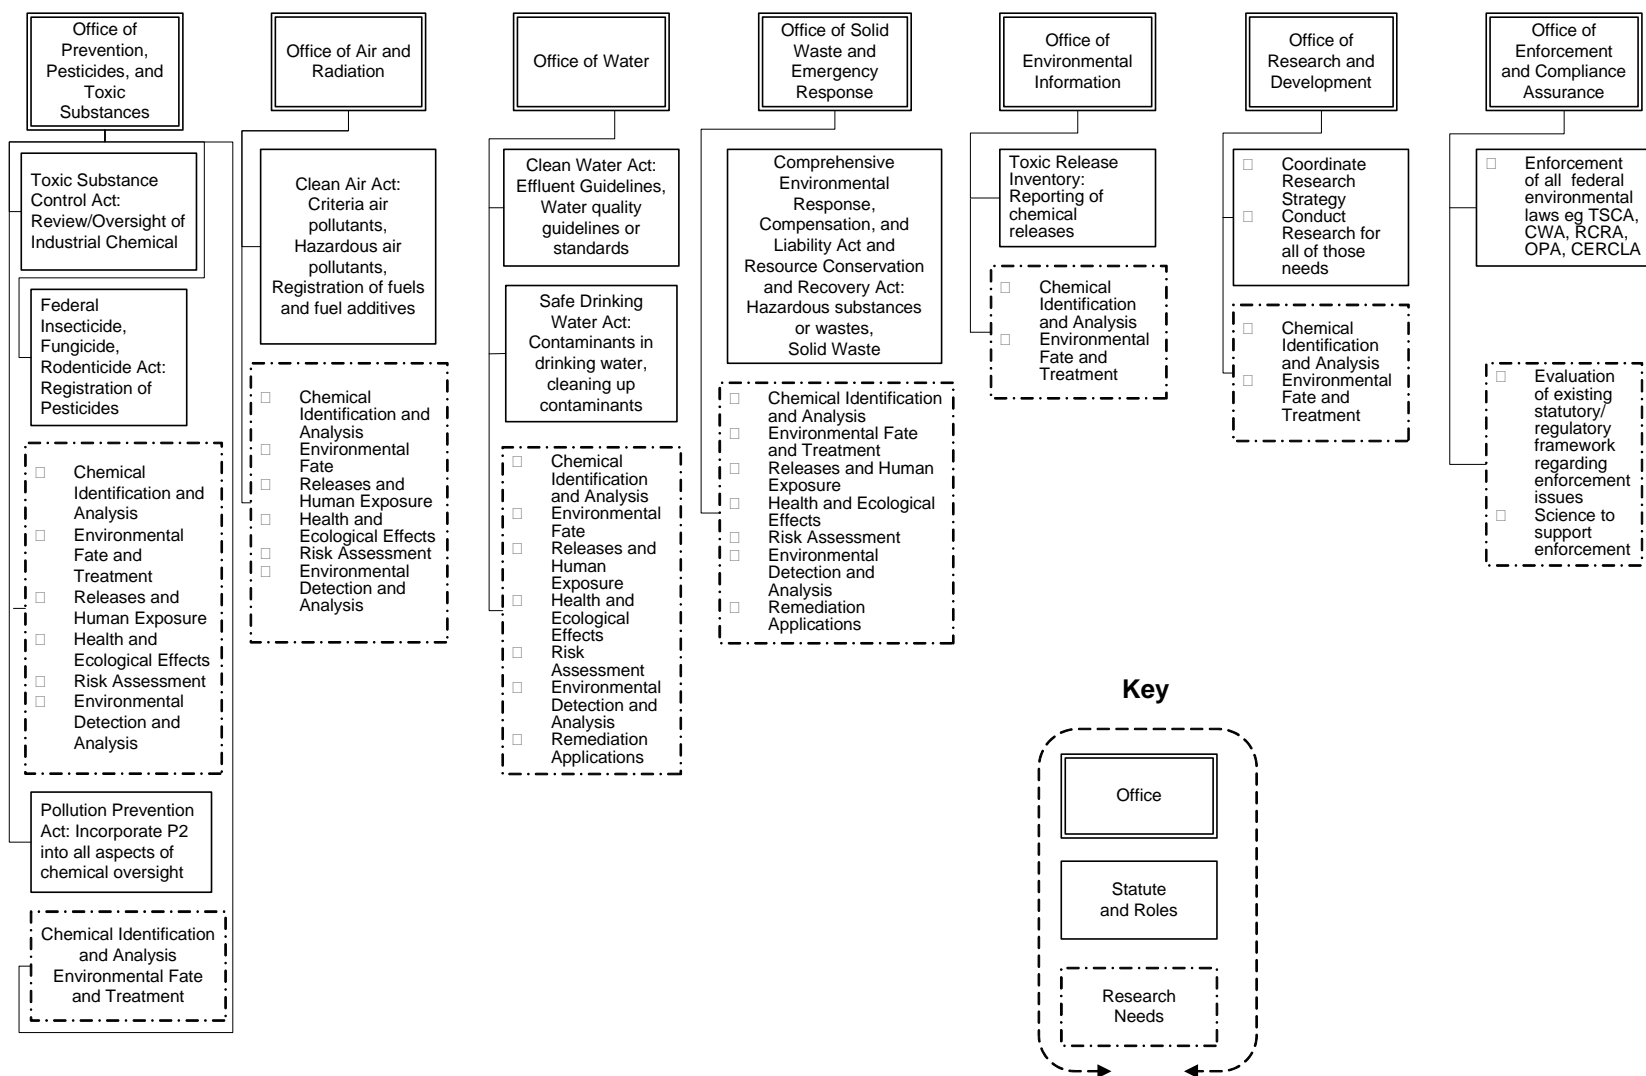 Office of
Prevention,
Pesticides, and
Toxic
Substances
Toxic Substance
Control Act:
Review/Oversight of
Industrial Chemical
Federal
Insecticide,
Fungicide,
Rodenticide Act:
Registration of
Pesticides
Chemical
Identification and
Analysis
Environmental
Fate and
Treatment
Releases and
Human Exposure
Health and
Ecological Effects
Risk Assessment
Environmental
Detection and
Analysis
Pollution Prevention
Act: Incorporate P2
into all aspects of
chemical oversight
Chemical Identification
and Analysis
Environmental Fate
and Treatment
Office of Air and
Radiation
Clean Air Act:
Criteria air
pollutants,
Hazardous air
pollutants,
Registration of fuels
and fuel additives
Chemical
Identification and
Analysis
Environmental
Fate
Releases and
Human Exposure
Health and
Ecological Effects
Risk Assessment
Environmental
Detection and
Analysis
Office of Water
Clean Water Act:
Effluent Guidelines,
Water quality
guidelines or
standards
Safe Drinking
Water Act:
Contaminants in
drinking water,
cleaning up
contaminants
Chemical
Identification
and Analysis
Environmental
Fate
Releases and
Human
Exposure
Health and
Ecological
Effects
Risk
Assessment
Environmental
Detection and
Analysis
Remediation
Applications
Office of Solid
Waste and
Emergency
Response
Comprehensive
Environmental
Response,
Compensation, and
Liability Act and
Resource Conservation
and Recovery Act:
Hazardous substances
or wastes,
Solid Waste
Chemical Identification
and Analysis
Environmental Fate
and Treatment
Releases and Human
Exposure
Health and Ecological
Effects
Risk Assessment
Environmental
Detection and
Analysis
Remediation
Applications
Office of
Environmental
Information
Toxic Release
Inventory:
Reporting of
chemical
releases
Chemical
Identification
and Analysis
Environmental
Fate and
Treatment
Office of
Research and
Development
Coordinate
Research
Strategy
Conduct
Research for
all of those
needs
Chemical
Identification
and Analysis
Environmental
Fate and
Treatment
Office of
Enforcement
and Compliance
Assurance
Enforcement
of all federal
environmental
laws eg TSCA,
CWA, RCRA,
OPA, CERCLA
Evaluation
of existing
statutory/
regulatory
framework
regarding
enforcement
issues
Science to
support
enforcement
Key
Office
Statute
and Roles
Research
Needs